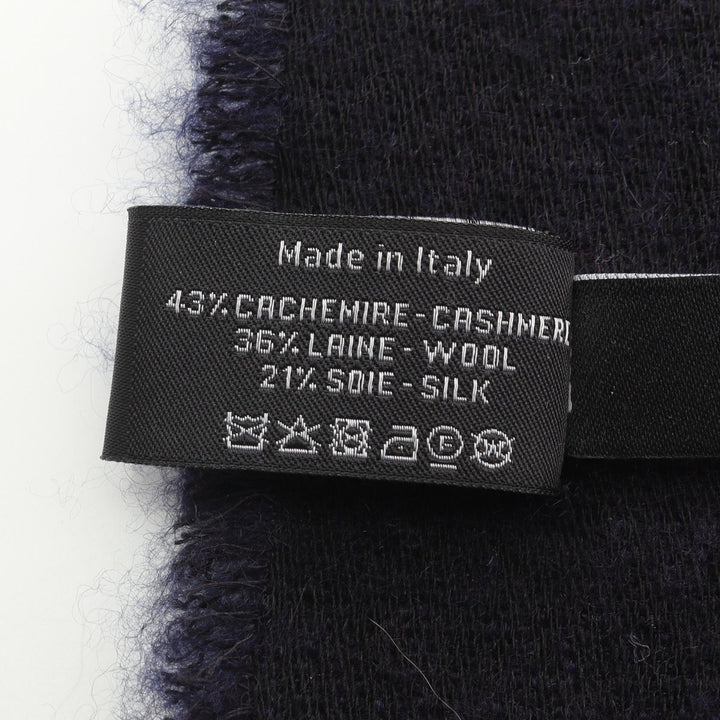 Made in Italy
43% CACHEMIRE - CASHMERE
36% LAINE - WOOL
21% SOIE - SILK
F W